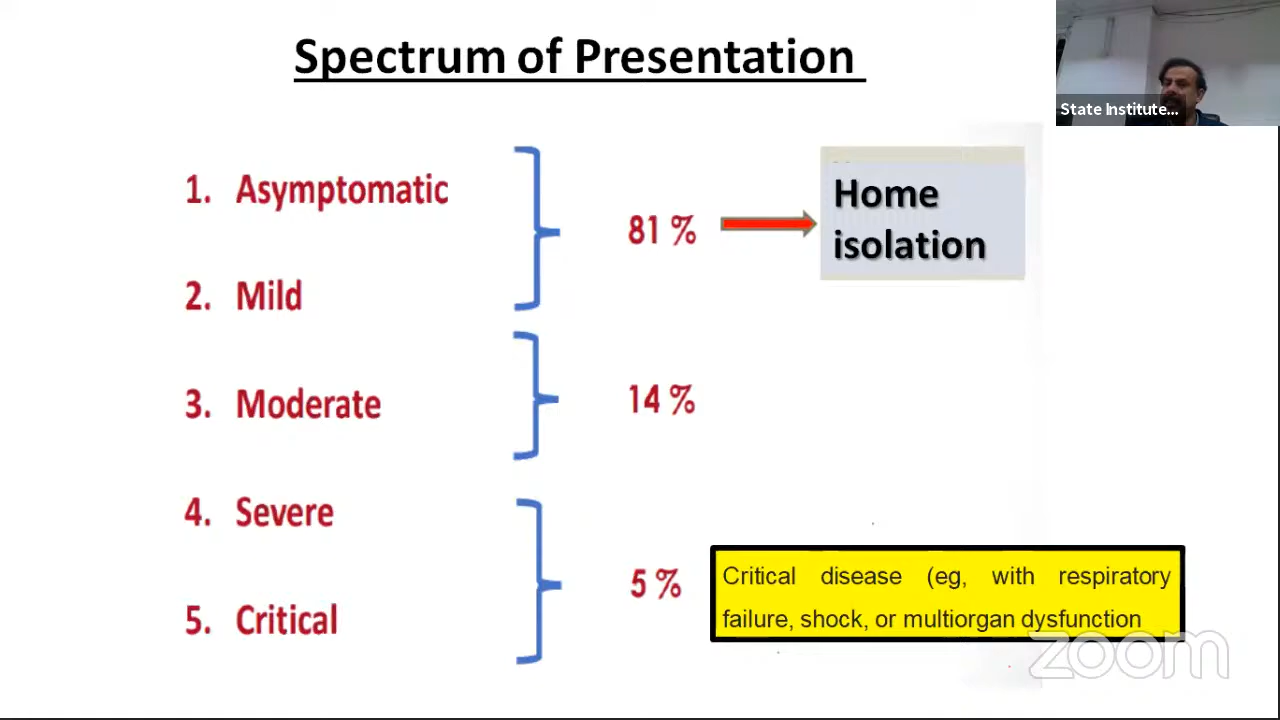 Spectrum of Presentation
State Institute...
1. Asymptomatic
81 %
Home
isolation
2. Mild
3. Moderate
14 %
4. Severe
5 %
Critical disease (eg, with respiratory
failure, shock, or multiorgan dysfunction
5. Critical
zoom